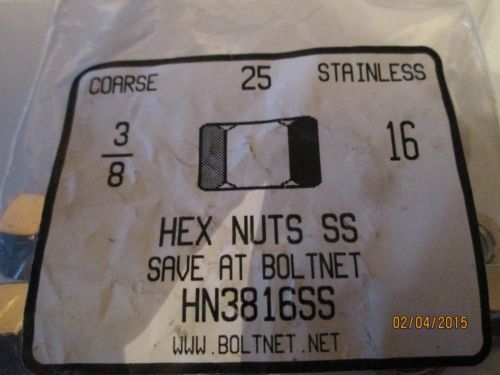 COARSE 25 STAINLESS
3/8 16
HEX NUTS SS
SAVE AT BOLTNET
HN3816SS
WWW.BOLTNET.NET
02/04/2015